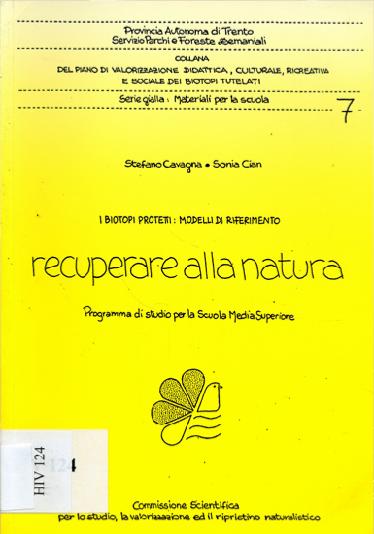 Provincia Autonoma di Trento
Servizio Parchi e Foreste Demaniali
COLLANA
DEL PIANO DI VALORIZZAZIONE DIDATTICA, CULTURALE, RICREATIVA
E SOCIALE DEI BIOTOPI TUTELATI
Serie gialla: Materiali per la scuola
7
Stefano Cavagna • Sonia Cian
I BIOTOPI PROTETTI: MODELLI DI RIFERIMENTO
recuperare alla natura
Programma di studio per la Scuola Media Superiore
HIV 124
124
Commissione Scientifica
per lo studio, la valorizzazione ed il ripristino naturalistico